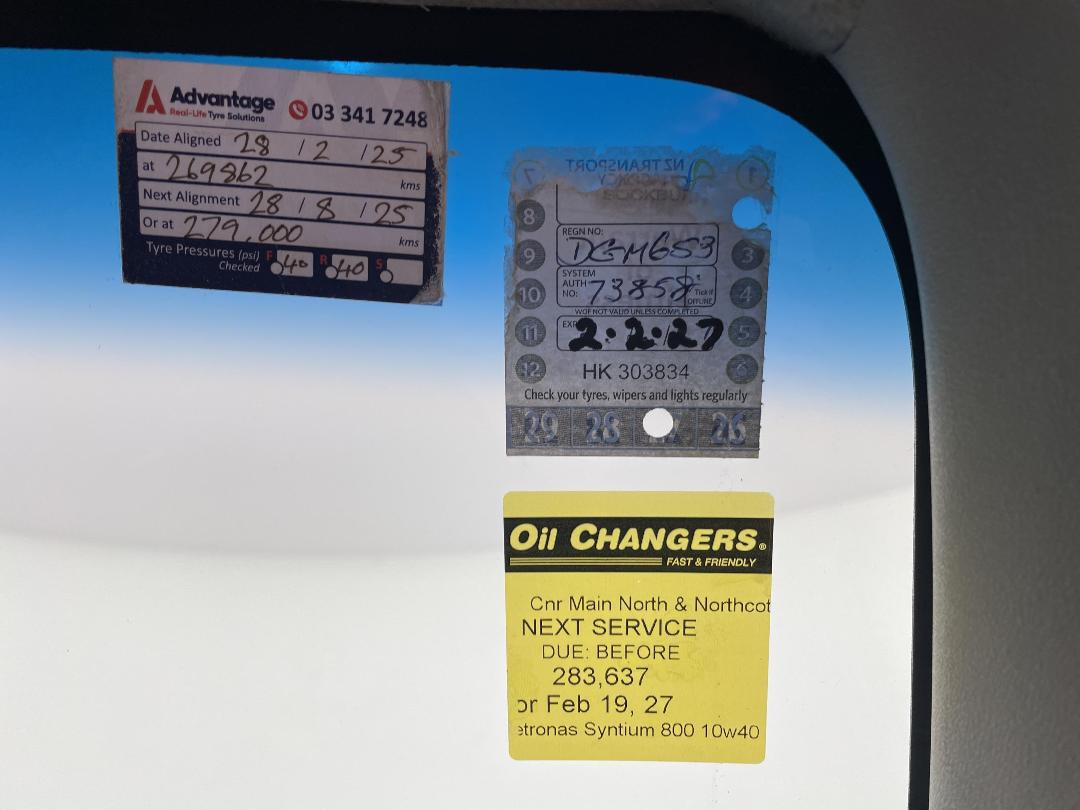 Advantage
Real-Life Tyre Solutions
03 341 7248
Date Aligned 28 / 2 / 25
at 269862 kms
Next Alignment 28 / 8 / 25
Or at 279,000 kms
Tyre Pressures (psi) Checked F 40 R 40 S
NZ TRANSPORT
AGENCY
7
1
8
9
3
10
4
11
5
12
6
REGN NO: DGM653
SYSTEM AUTH NO: 73858 Tick if OFFLINE
WOF NOT VALID UNLESS COMPLETED
EXP 2.2.27
HK 303834
Check your tyres, wipers and lights regularly
29 28 26
Oil CHANGERS®
FAST & FRIENDLY
Cnr Main North & Northcot
NEXT SERVICE
DUE: BEFORE
283,637
or Feb 19, 27
etronas Syntium 800 10w40